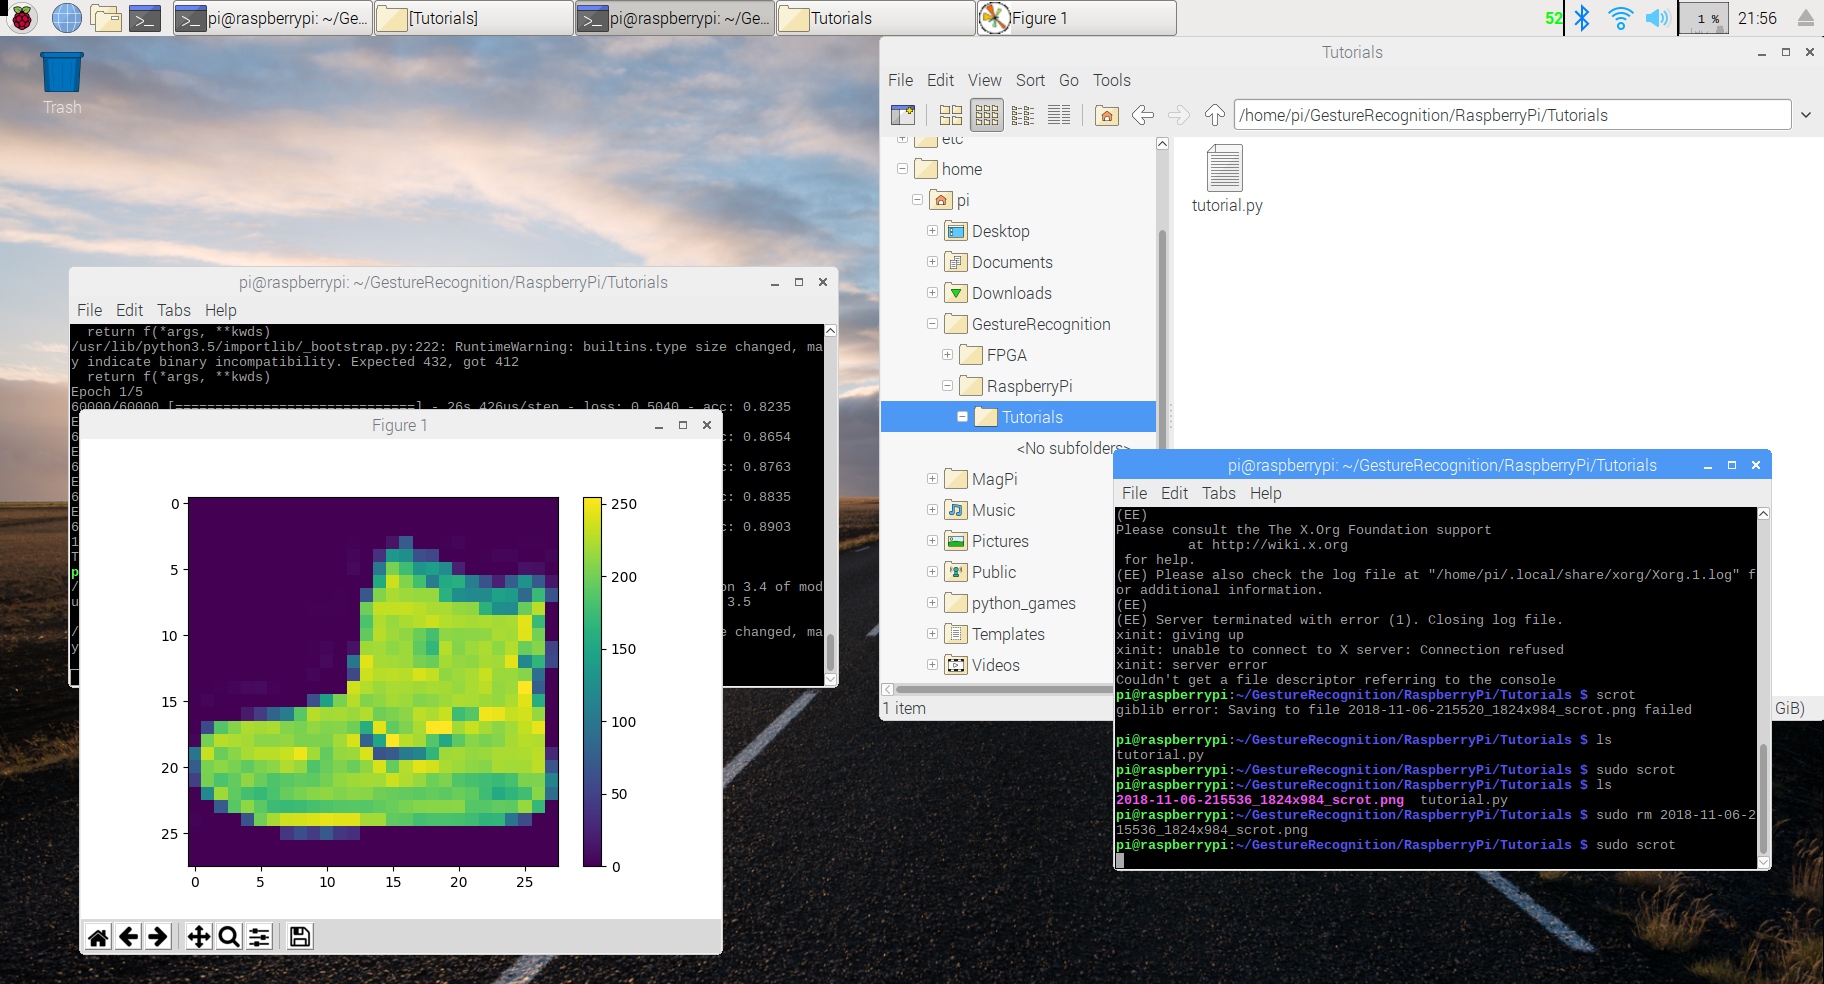 pi@raspberrypi: ~/Ge...
[Tutorials]
pi@raspberrypi: ~/Ge...
Tutorials
Figure 1
52
1 %
21:56
Trash
Tutorials
File Edit View Sort Go Tools
/home/pi/GestureRecognition/RaspberryPi/Tutorials
etc
home
pi
Desktop
Documents
Downloads
GestureRecognition
FPGA
RaspberryPi
Tutorials
<No subfolders>
MagPi
Music
Pictures
Public
python_games
Templates
Videos
tutorial.py
1 item
GiB)
pi@raspberrypi: ~/GestureRecognition/RaspberryPi/Tutorials
File Edit Tabs Help
return f(*args, **kwds)
/usr/lib/python3.5/importlib/_bootstrap.py:222: RuntimeWarning: builtins.type size changed, ma
y indicate binary incompatibility. Expected 432, got 412
return f(*args, **kwds)
Epoch 1/5
60000/60000 [==============================] - 26s 426us/step - loss: 0.5040 - acc: 0.8235
E
6 c: 0.8654
E
6 c: 0.8763
E
6 c: 0.8835
E
6 c: 0.8903
1
T
p
/ on 3.4 of mod
u 3.5
/ e changed, ma
y
Figure 1
0
5
10
15
20
25
0 5 10 15 20 25
250
200
150
100
50
0
pi@raspberrypi: ~/GestureRecognition/RaspberryPi/Tutorials
File Edit Tabs Help
(EE)
Please consult the The X.Org Foundation support
at http://wiki.x.org
for help.
(EE) Please also check the log file at "/home/pi/.local/share/xorg/Xorg.1.log" f
or additional information.
(EE)
(EE) Server terminated with error (1). Closing log file.
xinit: giving up
xinit: unable to connect to X server: Connection refused
xinit: server error
Couldn't get a file descriptor referring to the console
pi@raspberrypi:~/GestureRecognition/RaspberryPi/Tutorials $ scrot
giblib error: Saving to file 2018-11-06-215520_1824x984_scrot.png failed
pi@raspberrypi:~/GestureRecognition/RaspberryPi/Tutorials $ ls
tutorial.py
pi@raspberrypi:~/GestureRecognition/RaspberryPi/Tutorials $ sudo scrot
pi@raspberrypi:~/GestureRecognition/RaspberryPi/Tutorials $ ls
2018-11-06-215536_1824x984_scrot.png tutorial.py
pi@raspberrypi:~/GestureRecognition/RaspberryPi/Tutorials $ sudo rm 2018-11-06-2
15536_1824x984_scrot.png
pi@raspberrypi:~/GestureRecognition/RaspberryPi/Tutorials $ sudo scrot